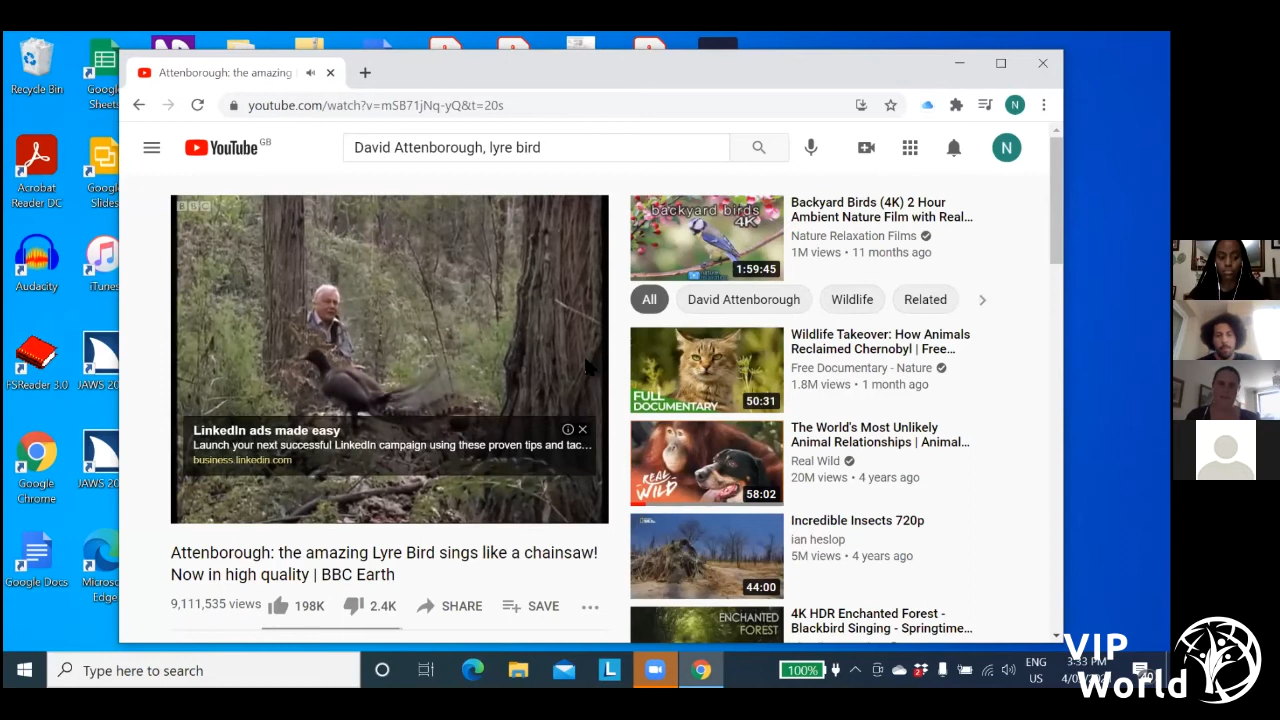 Attenborough: the amazing
youtube.com/watch?v=mSB71jNq-yQ&t=20s
N
YouTube GB
David Attenborough, lyre bird
N
Recycle Bin
Google
Sheets
Acrobat
Reader DC
Google
Slides
Audacity
iTunes
FSReader 3.0
JAWS 20
Google
Chrome
JAWS 20
Google Docs
Edge
BBC
LinkedIn ads made easy
Launch your next successful LinkedIn campaign using these proven tips and tac...
business.linkedin.com
Attenborough: the amazing Lyre Bird sings like a chainsaw!
Now in high quality | BBC Earth
9,111,535 views
198K
2.4K
SHARE
SAVE
backyard birds
4K
1:59:45
Backyard Birds (4K) 2 Hour
Ambient Nature Film with Real...
Nature Relaxation Films
1M views • 11 months ago
All
David Attenborough
Wildlife
Related
FULL
DOCUMENTARY
50:31
Wildlife Takeover: How Animals
Reclaimed Chernobyl | Free...
Free Documentary - Nature
1.8M views • 1 month ago
REAL
WILD
58:02
The World's Most Unlikely
Animal Relationships | Animal...
Real Wild
20M views • 4 years ago
44:00
Incredible Insects 720p
ian heslop
5M views • 4 years ago
ENCHANTED
FOREST
4K HDR Enchanted Forest -
Blackbird Singing - Springtime...
Type here to search
L
100%
ENG
US
3:33 PM
VIP
World